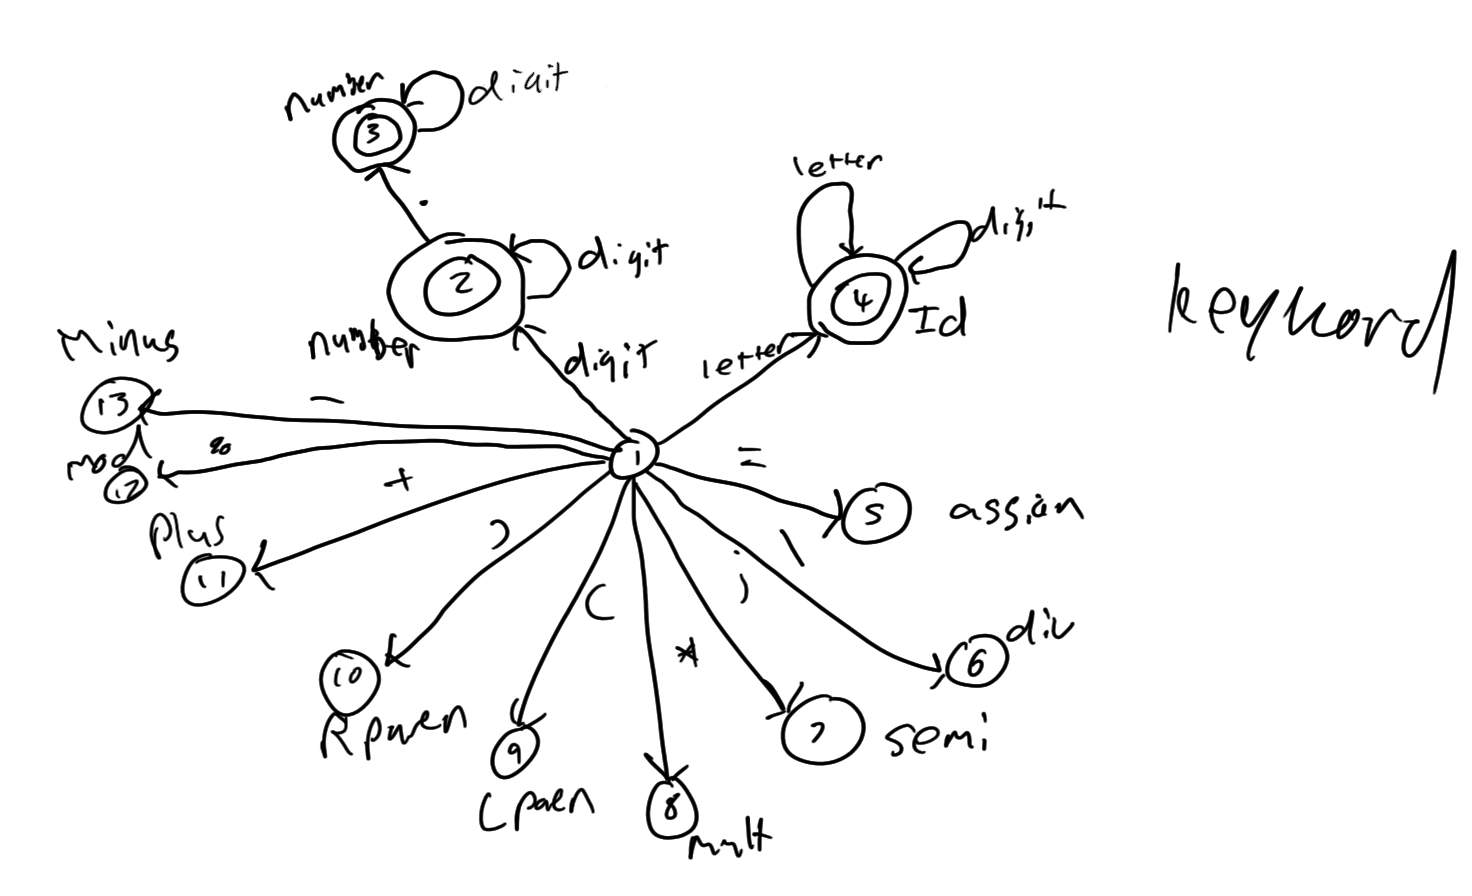 number
digit
3
.
letter
digit
2
digit
4
Id
keyword
number
digit
letter
Minus
13
-
1
=
mod
%
12
+
5
assign
Plus
11
)
(
;
\
*
6
div
10
Rparen
9
Lparen
7
semi
8
mult